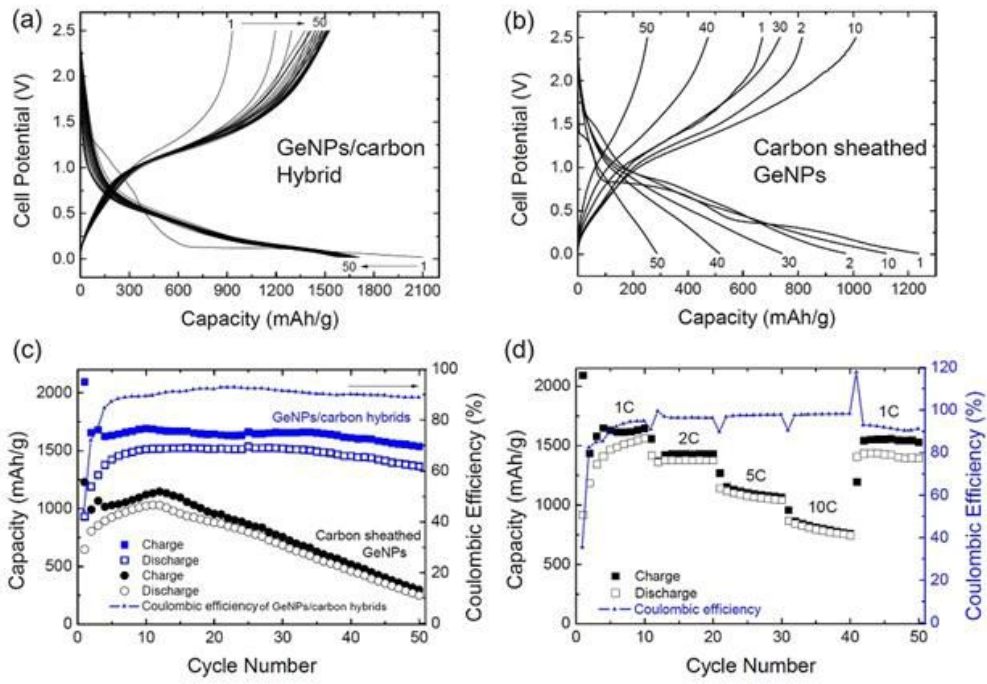 (a)
1 50
2.5
2.0
1.5
1.0
0.5
0.0
Cell Potential (V)
GeNPs/carbon
Hybrid
50 1
0 300 600 900 1200 1500 1800 2100
Capacity (mAh/g)
(b)
50 40 1 30 2 10
2.5
2.0
1.5
1.0
0.5
0.0
Cell Potential (V)
Carbon sheathed
GeNPs
50 40 30 2 10 1
0 200 400 600 800 1000 1200
Capacity (mAh/g)
(c)
2000
1500
1000
500
0
Capacity (mAh/g)
100
80
60
40
20
0
Coulombic Efficiency (%)
GeNPs/carbon hybrids
Carbon sheathed
GeNPs
Charge
Discharge
Charge
Discharge
Coulombic efficiency of GeNPs/carbon hybrids
0 10 20 30 40 50
Cycle Number
(d)
2000
1500
1000
500
0
Capacity (mAh/g)
120
100
80
60
40
20
0
Coulombic Efficiency (%)
1C
2C
5C
10C
1C
Charge
Discharge
Coulombic efficiency
0 10 20 30 40 50
Cycle Number